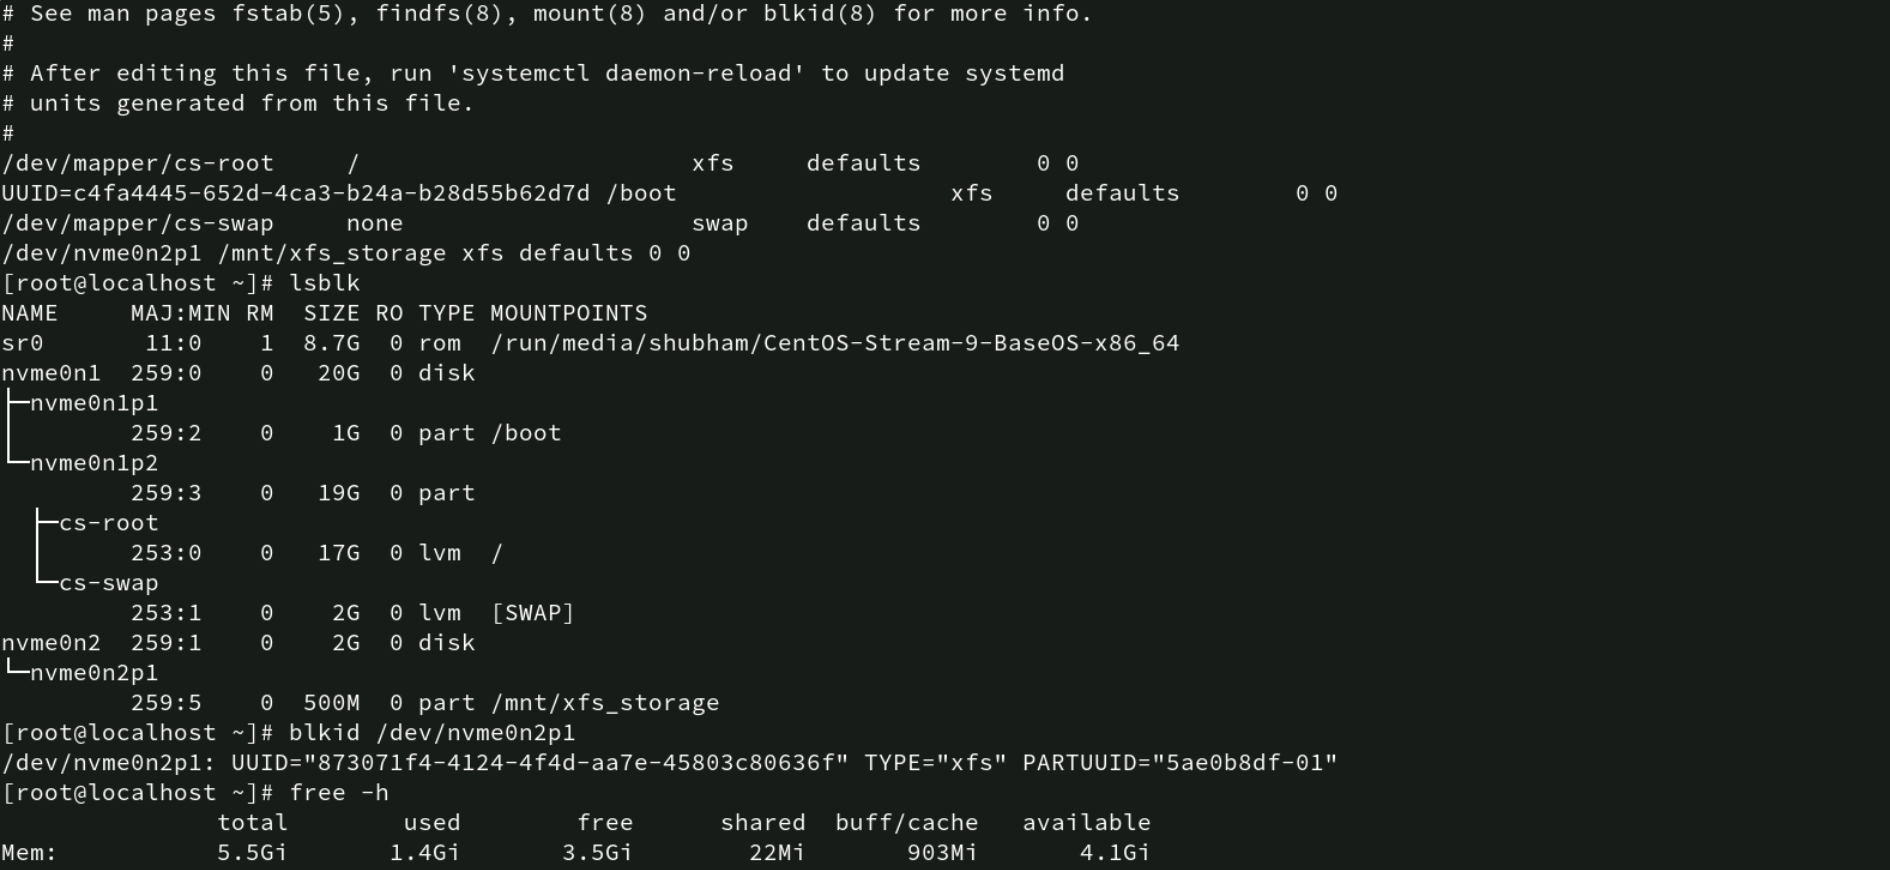 # See man pages fstab(5), findfs(8), mount(8) and/or blkid(8) for more info.
#
# After editing this file, run 'systemctl daemon-reload' to update systemd
# units generated from this file.
#
/dev/mapper/cs-root     /                       xfs     defaults        0 0
UUID=c4fa4445-652d-4ca3-b24a-b28d55b62d7d /boot                   xfs     defaults        0 0
/dev/mapper/cs-swap     none                    swap    defaults        0 0
/dev/nvme0n2p1 /mnt/xfs_storage xfs defaults 0 0
[root@localhost ~]# lsblk
NAME     MAJ:MIN RM  SIZE RO TYPE MOUNTPOINTS
sr0       11:0    1  8.7G  0 rom  /run/media/shubham/CentOS-Stream-9-BaseOS-x86_64
nvme0n1  259:0    0   20G  0 disk
├─nvme0n1p1
│        259:2    0    1G  0 part /boot
└─nvme0n1p2
         259:3    0   19G  0 part
  ├─cs-root
  │      253:0    0   17G  0 lvm  /
  └─cs-swap
         253:1    0    2G  0 lvm  [SWAP]
nvme0n2  259:1    0    2G  0 disk
└─nvme0n2p1
         259:5    0  500M  0 part /mnt/xfs_storage
[root@localhost ~]# blkid /dev/nvme0n2p1
/dev/nvme0n2p1: UUID="873071f4-4124-4f4d-aa7e-45803c80636f" TYPE="xfs" PARTUUID="5ae0b8df-01"
[root@localhost ~]# free -h
               total        used        free      shared  buff/cache   available
Mem:           5.5Gi       1.4Gi       3.5Gi        22Mi       903Mi       4.1Gi